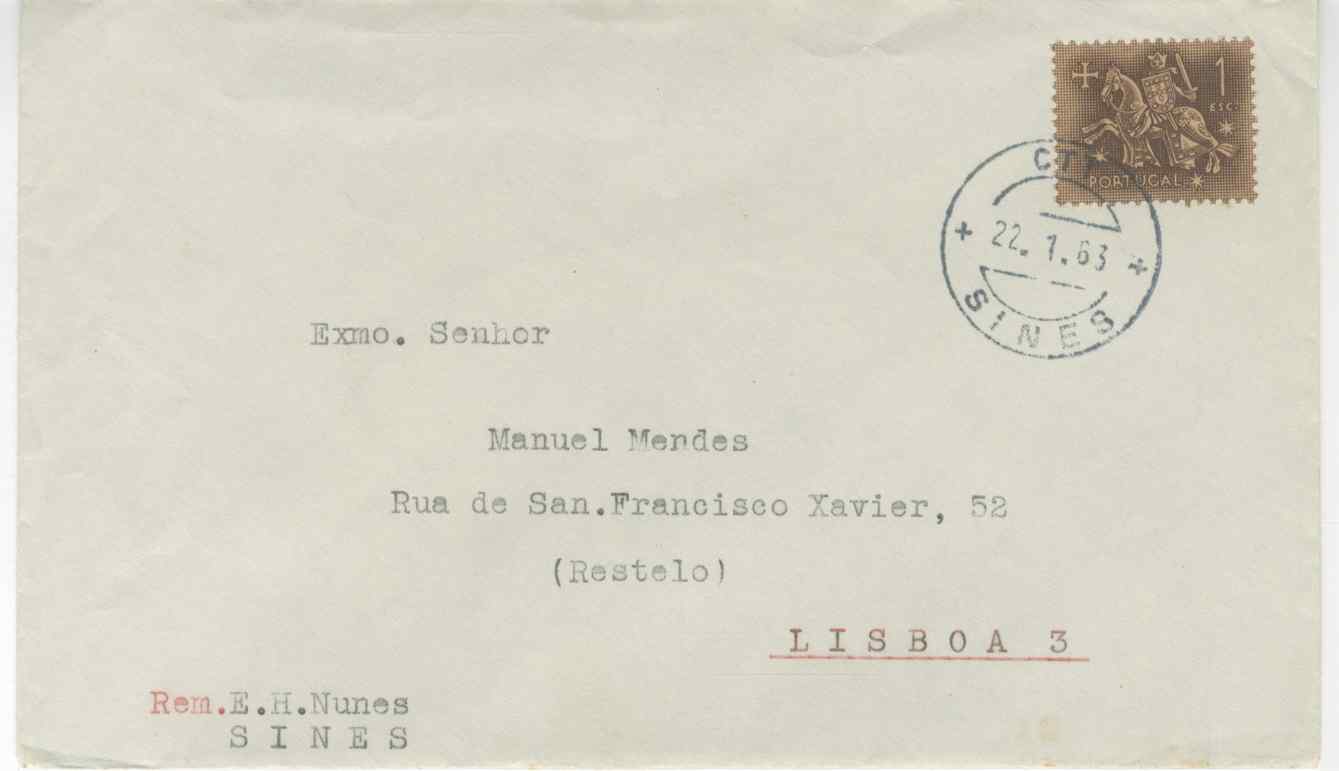 1
ESC.
PORTUGAL
CTT
22.1.63
SINES
Exmo. Senhor
Manuel Mendes
Rua de San.Francisco Xavier, 52
(Restelo)
LISBOA 3
Rem.E.H.Nunes
SINES